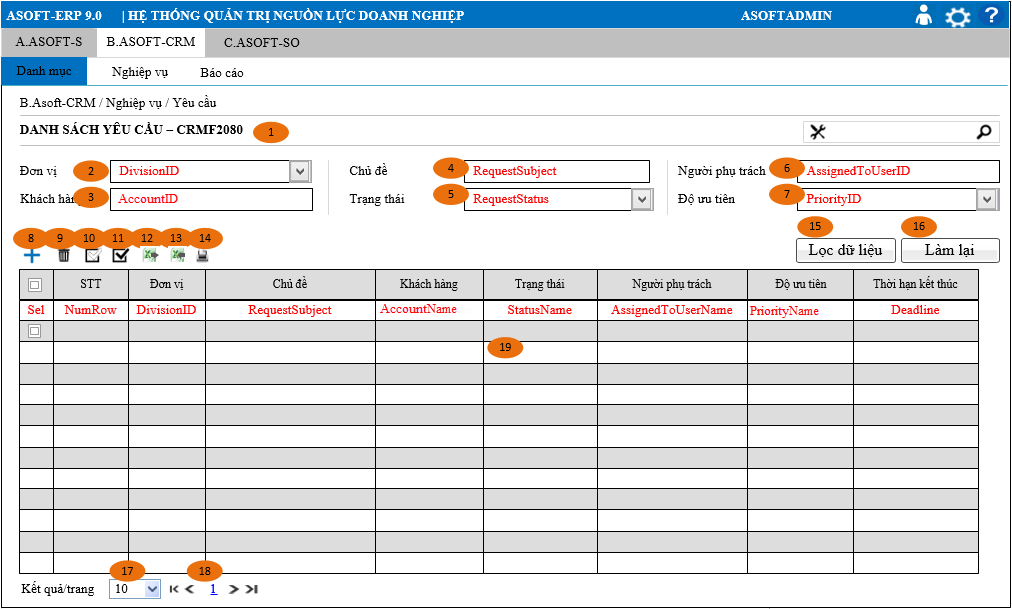 ASOFT-ERP 9.0 | HỆ THỐNG QUẢN TRỊ NGUỒN LỰC DOANH NGHIỆP ASOFTADMIN ?
A.ASOFT-S B.ASOFT-CRM C.ASOFT-SO
Danh mục Nghiệp vụ Báo cáo
B.Asoft-CRM / Nghiệp vụ / Yêu cầu
DANH SÁCH YÊU CẦU – CRMF2080 1
Đơn vị 2 DivisionID Chủ đề 4 RequestSubject Người phụ trách 6 AssignedToUserID
Khách hàng 3 AccountID Trạng thái 5 RequestStatus Độ ưu tiên 7 PriorityID
8 9 10 11 12 13 14 15 16
Lọc dữ liệu Làm lại
STT Đơn vị Chủ đề Khách hàng Trạng thái Người phụ trách Độ ưu tiên Thời hạn kết thúc
Sel NumRow DivisionID RequestSubject AccountName StatusName AssignedToUserName PriorityName Deadline
19
17 18
Kết quả/trang 10 1